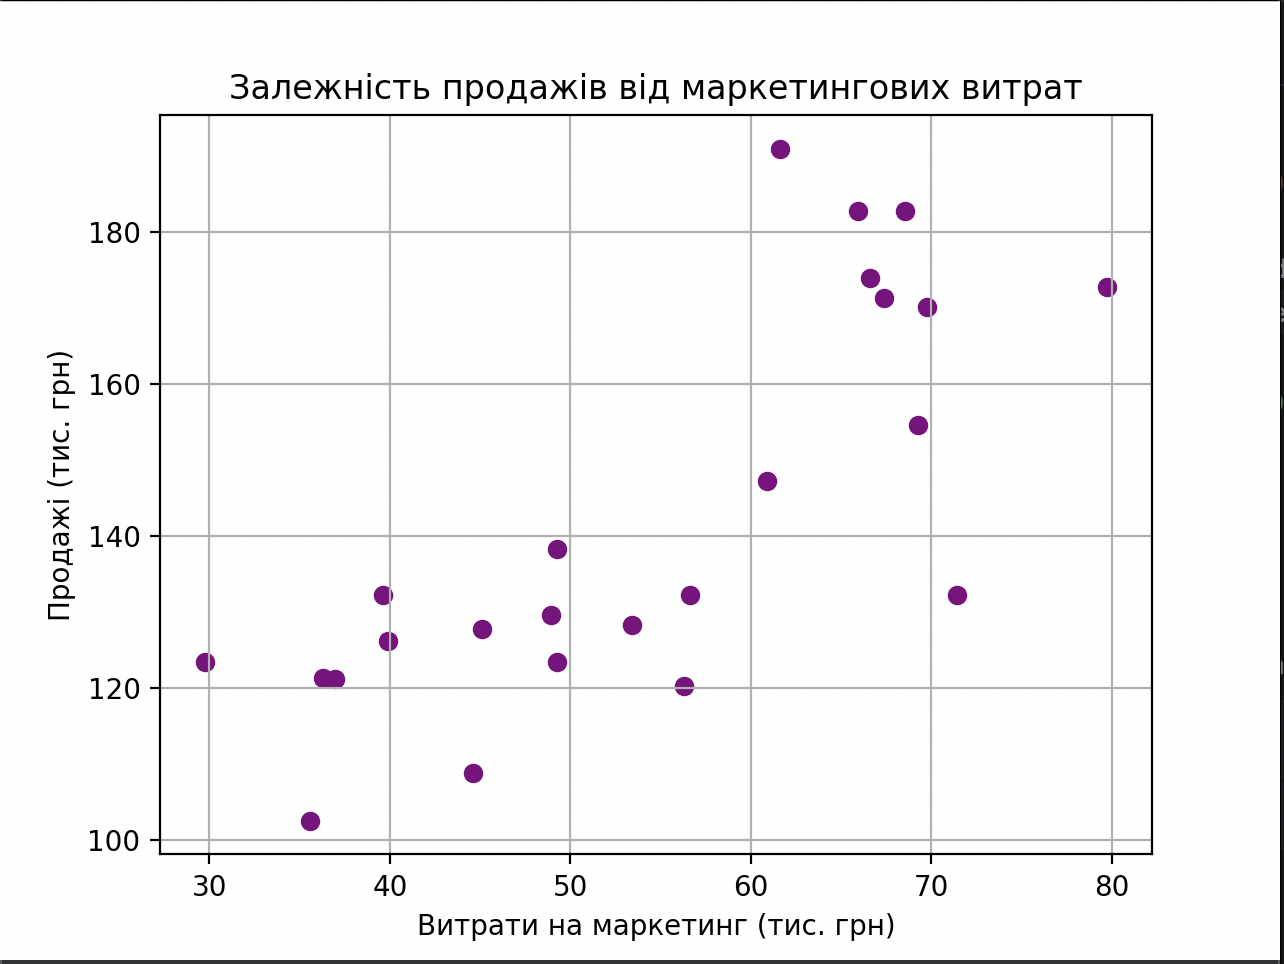 Залежність продажів від маркетингових витрат
180
160
140
120
100
Продажі (тис. грн)
30 40 50 60 70 80
Витрати на маркетинг (тис. грн)